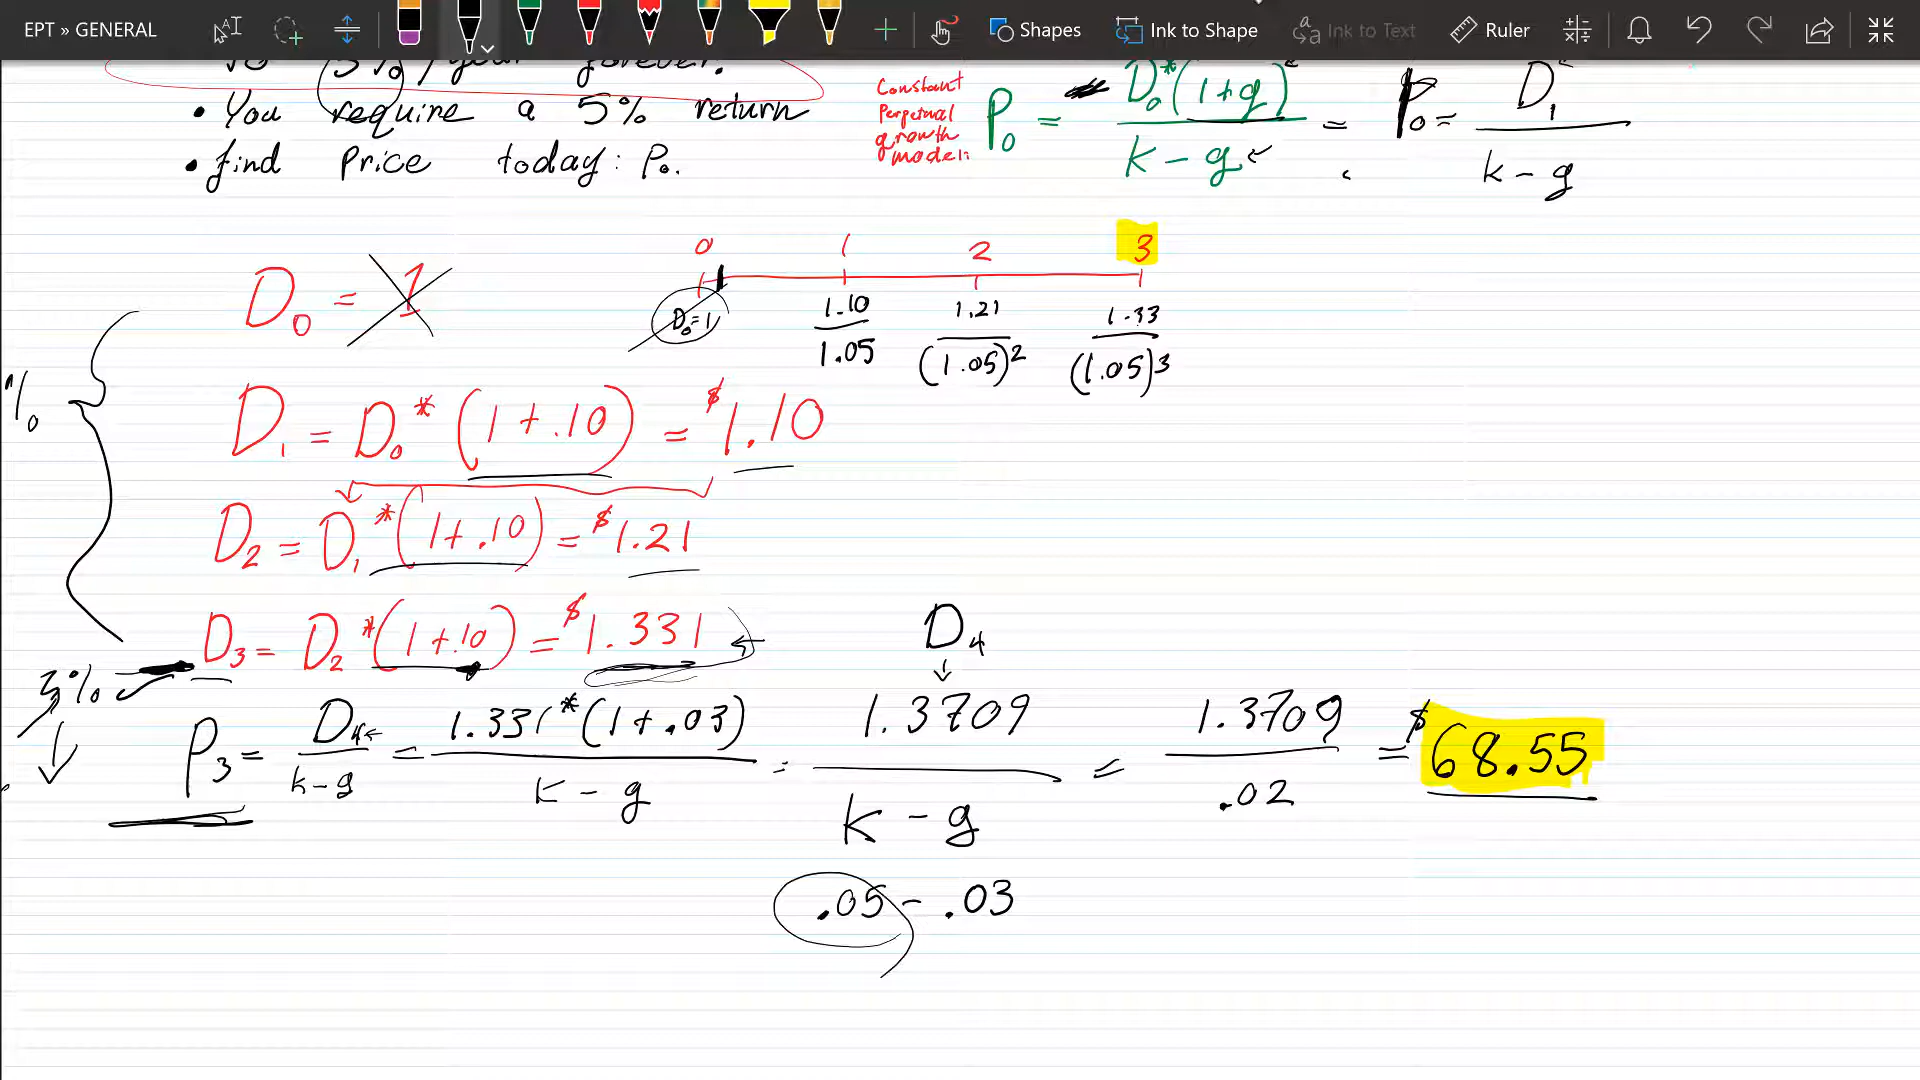 EPT » GENERAL
Shapes
Ink to Shape
Ink to Text
Ruler
to (3%)/year forever.
• You require a 5% return
• find Price today: P₀.
Constant Perpetual growth model:
P₀ = D₀*(1+g) / k-g = P₀ = D₁ / k-g
0 1 2 3
D₀=1 1.10/1.05 1.21/(1.05)² 1.33/(1.05)³
D₀ = 1
%
D₁ = D₀* (1+.10) = $1.10
D₂ = D₁*(1+.10) = $1.21
D₃ = D₂*(1+.10) = $1.331
D₄
3%
P₃ = D₄/k-g = 1.331*(1+.03) / k-g = 1.3709 / k-g = 1.3709 / .02 = $68.55
.05 - .03